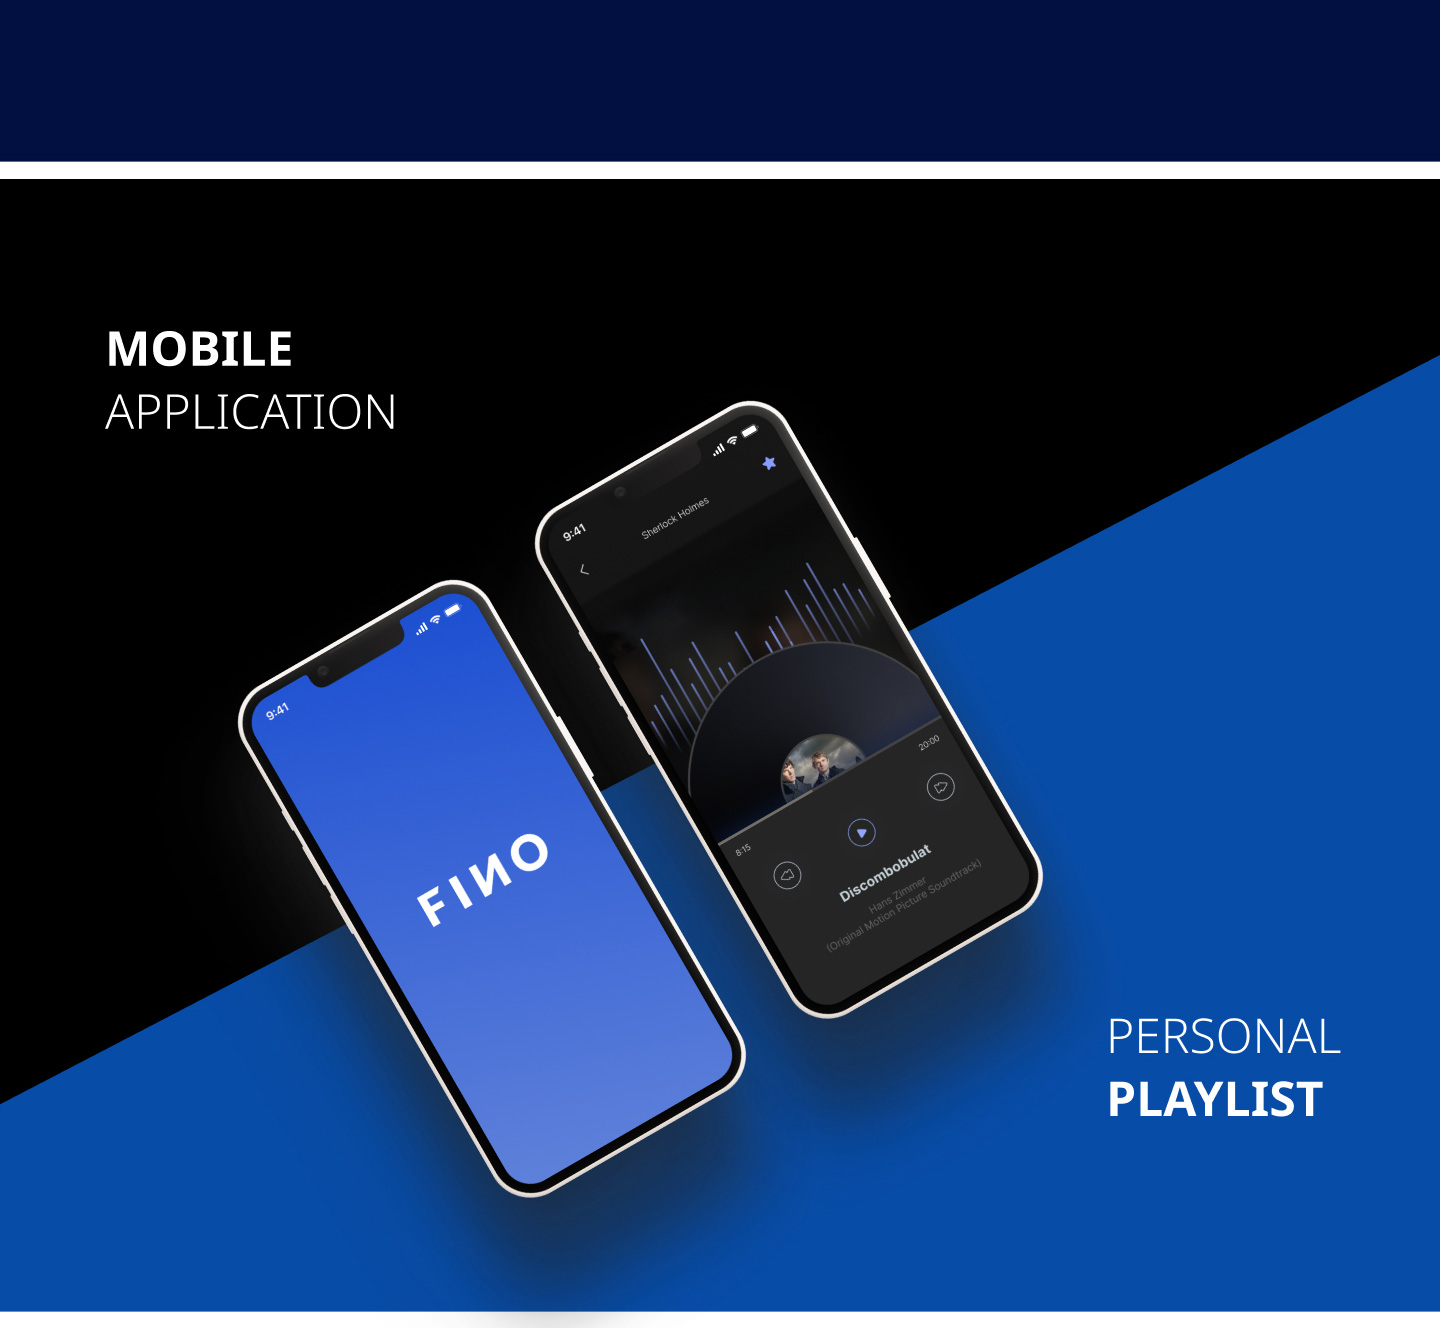 MOBILE
APPLICATION
9:41
Sherlock Holmes
8:15
20:00
Discombobulat
Hans Zimmer
(Original Motion Picture Soundtrack)
9:41
FIИO
PERSONAL
PLAYLIST